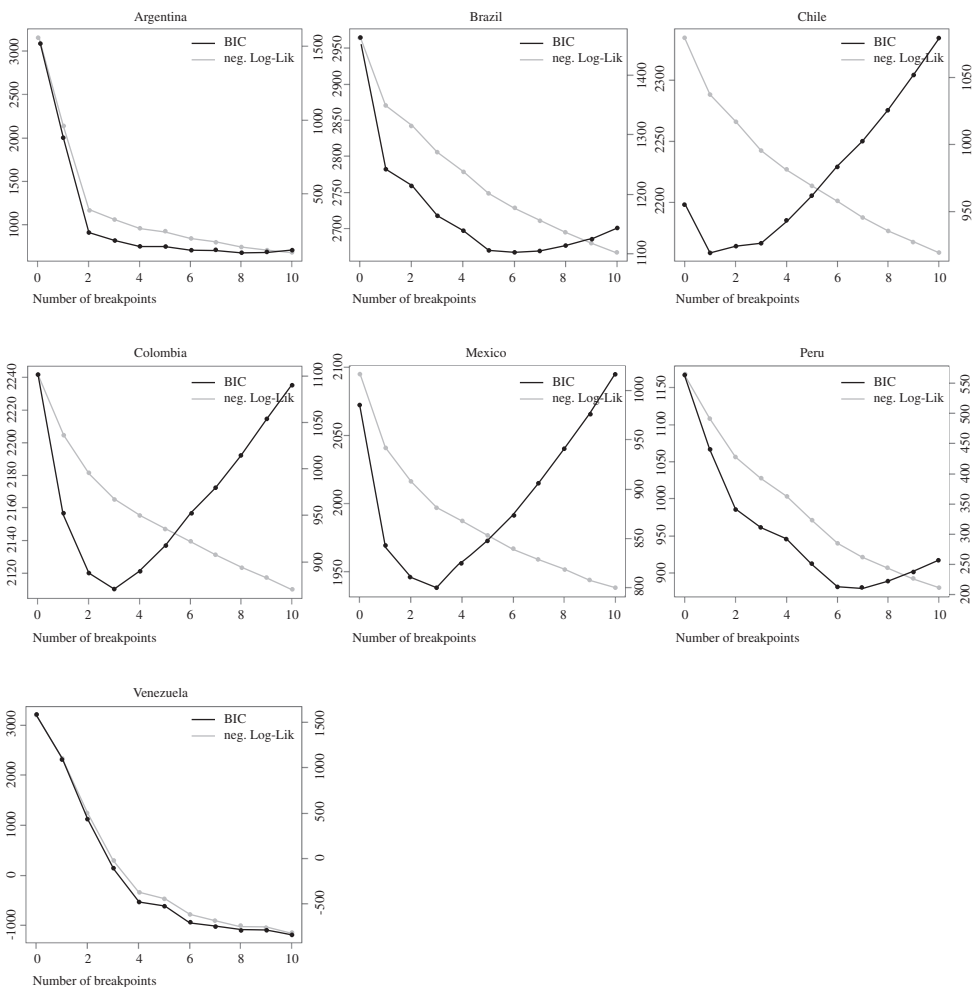 Argentina
BIC
neg. Log-Lik
3000
2500
2000
1500
1000
1500
1000
500
0 2 4 6 8 10
Number of breakpoints
Brazil
BIC
neg. Log-Lik
2950
2900
2850
2800
2750
2700
1400
1300
1200
1100
0 2 4 6 8 10
Number of breakpoints
Chile
BIC
neg. Log-Lik
2300
2250
2200
1050
1000
950
0 2 4 6 8 10
Number of breakpoints
Colombia
BIC
neg. Log-Lik
2240
2220
2200
2180
2160
2140
2120
1100
1050
1000
950
900
0 2 4 6 8 10
Number of breakpoints
Mexico
BIC
neg. Log-Lik
2100
2050
2000
1950
1000
950
900
850
800
0 2 4 6 8 10
Number of breakpoints
Peru
BIC
neg. Log-Lik
1150
1100
1050
1000
900
550
500
450
400
350
300
250
200
0 2 4 6 8 10
Number of breakpoints
Venezuela
BIC
neg. Log-Lik
3000
2000
1000
0
-1000
1500
1000
500
0
-500
0 2 4 6 8 10
Number of breakpoints